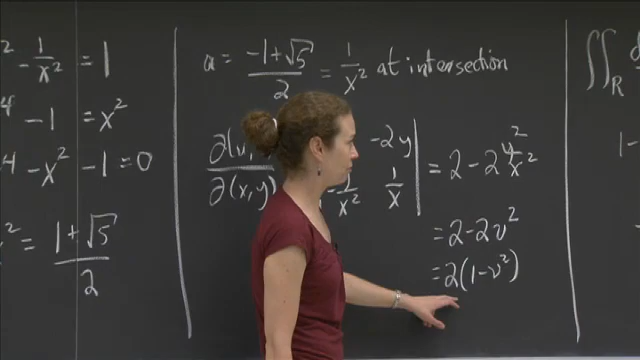 ² - 1/x² = 1
⁴ - 1 = x²
⁴ - x² - 1 = 0
² = (1+√5)/2
a = (-1+√5)/2 = 1/x² at intersection
∂(v,
∂(x,y)
-2y
x² 1/x
= 2 - 2 y²/x²
= 2 - 2v²
= 2(1-v²)
∬_R
1-